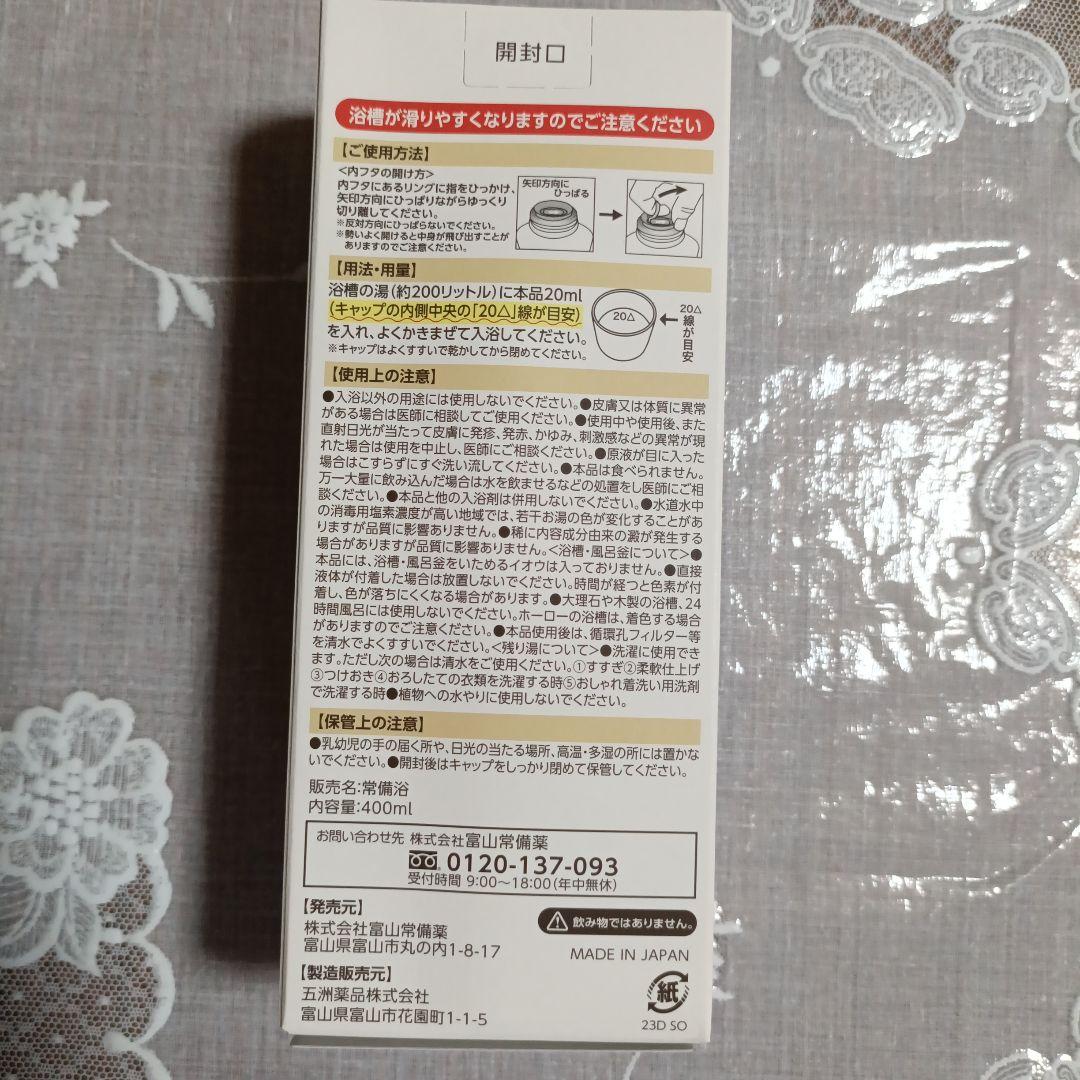 開封口
浴槽が滑りやすくなりますのでご注意ください
【ご使用方法】
<内フタの開け方>
内フタにあるリングに指をひっかけ、
矢印方向にひっぱりながらゆっくり
切り離してください。
※反対方向にひっぱらないでください。
※勢いよく開けると中身が飛び出すことが
ありますのでご注意ください。
矢印方向に
ひっぱる
【用法・用量】
浴槽の湯(約200リットル)に本品20ml
(キャップの内側中央の「20△」線が目安)
を入れ、よくかきまぜて入浴してください。
※キャップはよくすすいで乾かしてから閉めてください。
20△
20△
線が目安
【使用上の注意】
●入浴以外の用途には使用しないでください。●皮膚又は体質に異常
がある場合は医師に相談してご使用ください。●使用中や使用後、また
直射日光が当たって皮膚に発疹、発赤、かゆみ、刺激感などの異常が現
れた場合は使用を中止し、医師にご相談ください。●原液が目に入った
場合はこすらずにすぐ洗い流してください。●本品は食べられません。
万一大量に飲み込んだ場合は水を飲ませるなどの処置をし医師にご相
談ください。●本品と他の入浴剤は併用しないでください。●水道水中
の消毒用塩素濃度が高い地域では、若干お湯の色が変化することがあ
りますが品質に影響ありません。●稀に内容成分由来の澱が発生する
場合がありますが品質に影響ありません。<浴槽・風呂釜について>●
本品には、浴槽・風呂釜をいためるイオウは入っておりません。●直接
液体が付着した場合は放置しないでください。時間が経つと色素が付
着し、色が落ちにくくなる場合があります。●大理石や木製の浴槽、24
時間風呂には使用しないでください。ホーローの浴槽は、着色する場合
がありますのでご注意ください。●本品使用後は、循環孔フィルター等
を清水でよくすすいでください。<残り湯について>●洗濯に使用でき
ます。ただし次の場合は清水をご使用ください。①すすぎ②柔軟仕上げ
③つけおき④おろしたての衣類を洗濯する時⑤おしゃれ着洗い用洗剤
で洗濯する時●植物への水やりに使用しないでください。
【保管上の注意】
●乳幼児の手の届く所や、日光の当たる場所、高温・多湿の所には置かな
いでください。●開封後はキャップをしっかり閉めて保管してください。
販売名:常備浴
内容量:400ml
お問い合わせ先 株式会社富山常備薬
0120-137-093
受付時間 9:00〜18:00(年中無休)
【発売元】
株式会社富山常備薬
富山県富山市丸の内1-8-17
飲み物ではありません。
MADE IN JAPAN
【製造販売元】
五洲薬品株式会社
富山県富山市花園町1-1-5
紙
23D SO